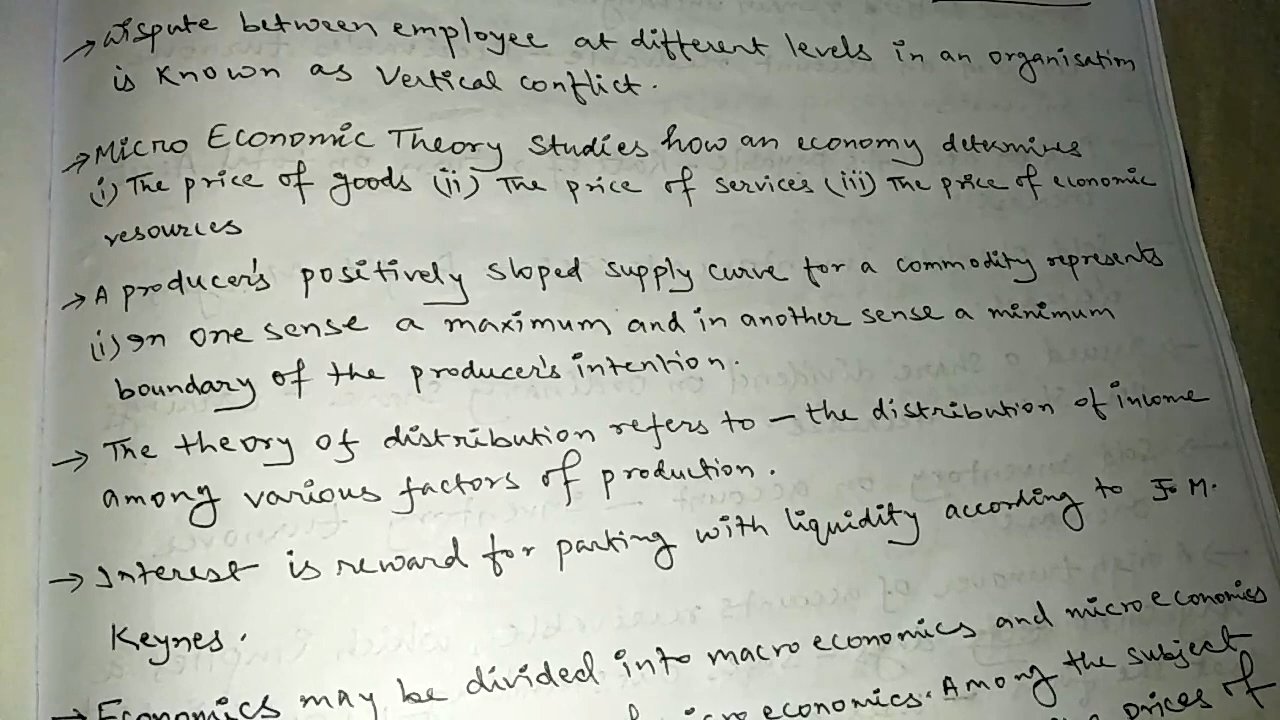 → Dispute between employee at different levels in an organisation
is known as Vertical conflict.
→ Micro Economic Theory Studies how an economy determines
(i) The price of goods (ii) The price of services (iii) The price of economic
resources
→ A producer's positively sloped supply curve for a commodity represents
(i) In one sense a maximum and in another sense a minimum
boundary of the producer's intention.
→ The theory of distribution refers to – the distribution of income
among various factors of production.
→ Interest is reward for parting with liquidity according to J. M.
Keynes.
→ Economics may be divided into macro economics and micro economics
micro economics. Among the subject
prices of